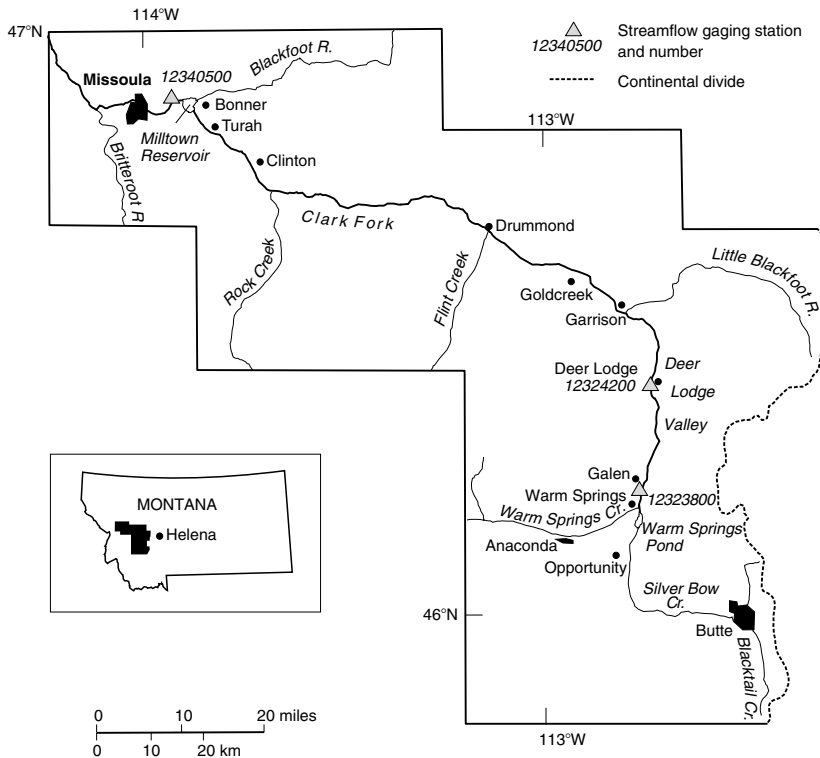 47°N
114°W
12340500
Streamflow gaging station
and number
Continental divide
Missoula
12340500
Blackfoot R.
Bonner
Turah
Milltown
Reservoir
Clinton
Britteroot R
113°W
Clark Fork
Drummond
Rock Creek
Flint Creek
Goldcreek
Garrison
Little Blackfoot R.
Deer Lodge
12324200
Deer
Lodge
Valley
Galen
Warm Springs
12323800
Warm Springs Cr.
Warm Springs
Pond
Anaconda
Opportunity
Silver Bow
Cr.
Butte
Blacktail Cr.
46°N
113°W
MONTANA
Helena
0 10 20 miles
0 10 20 km